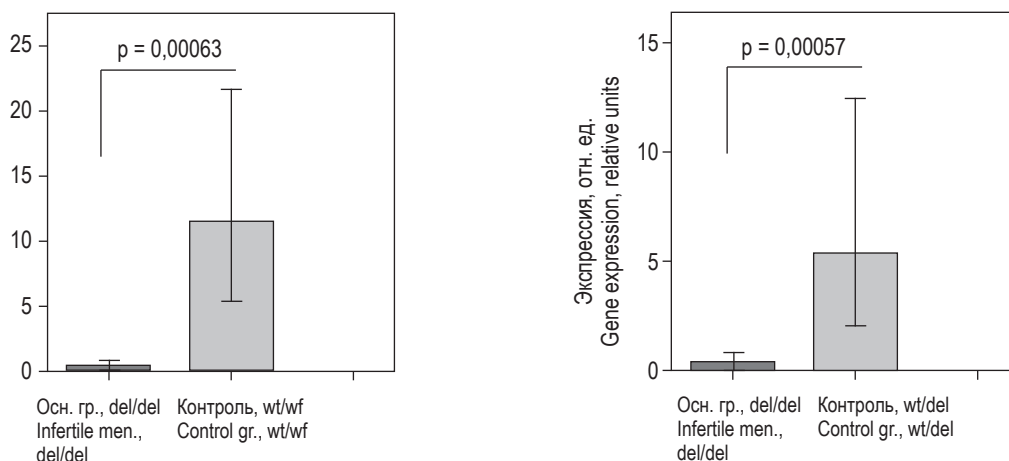 25
20
15
10
5
0
p = 0,00063
Осн. гр., del/del
Infertile men.,
del/del
Контроль, wt/wf
Control gr., wt/wf
Экспрессия, отн. ед.
Gene expression, relative units
15
10
5
0
p = 0,00057
Осн. гр., del/del
Infertile men.,
del/del
Контроль, wt/del
Control gr., wt/del